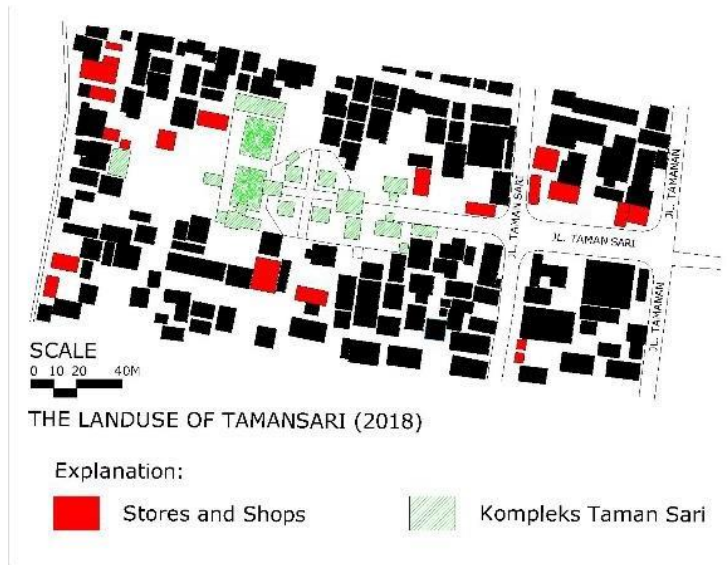 JL. TAMAN SARI
JL. TAMANAN
JL. TAMAN SARI
JL. TAMANAN
SCALE
0 10 20 40M
THE LANDUSE OF TAMANSARI (2018)
Explanation:
Stores and Shops
Kompleks Taman Sari